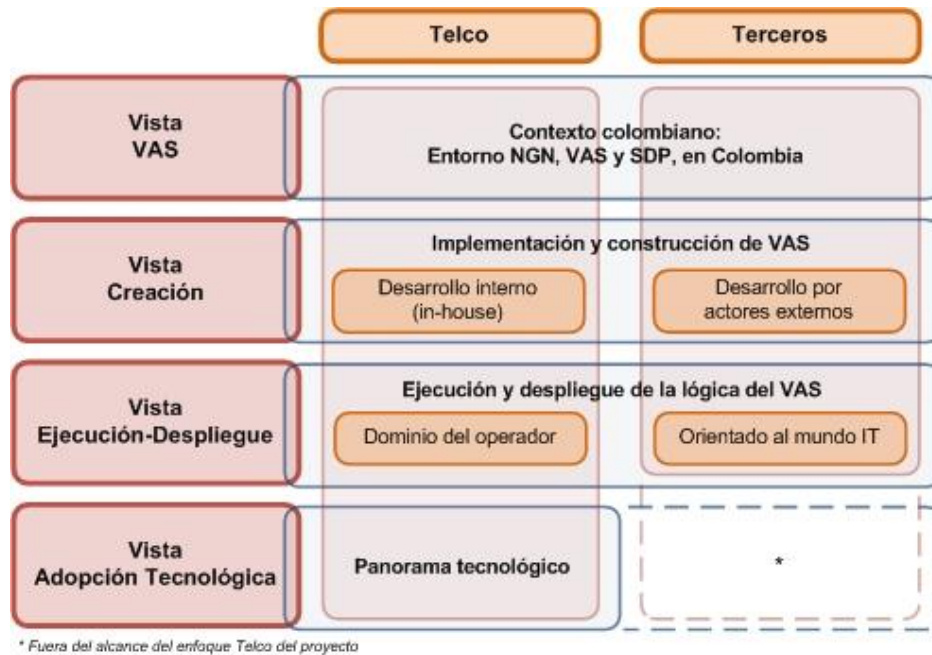 Telco
Terceros
Vista
VAS
Contexto colombiano:
Entorno NGN, VAS y SDP, en Colombia
Vista
Creación
Implementación y construcción de VAS
Desarrollo interno
(in-house)
Desarrollo por
actores externos
Vista
Ejecución-Despliegue
Ejecución y despliegue de la lógica del VAS
Dominio del operador
Orientado al mundo IT
Vista
Adopción Tecnológica
Panorama tecnológico
*
* Fuera del alcance del enfoque Telco del proyecto